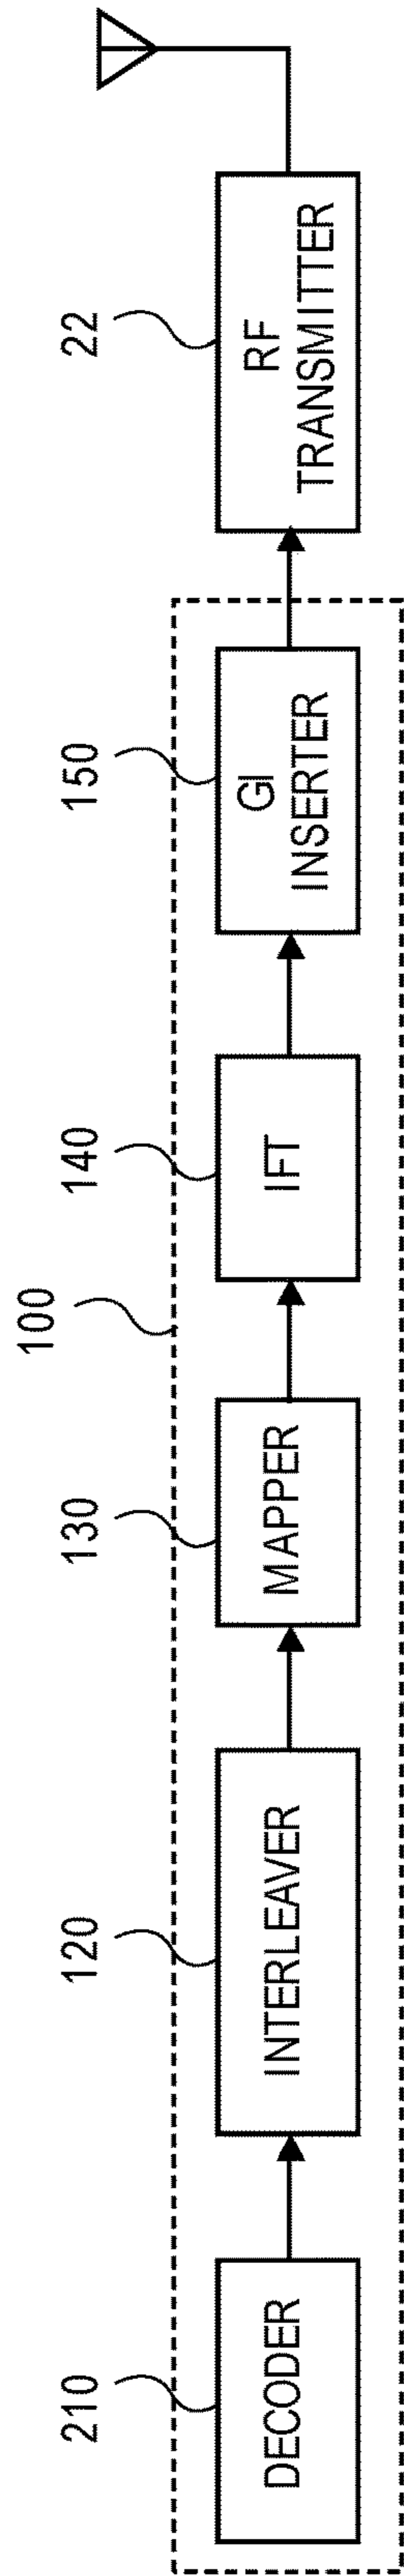 100
210
120
130
140
150
22
DECODER
INTERLEAVER
MAPPER
IFT
GI
INSERTER
RF
TRANSMITTER